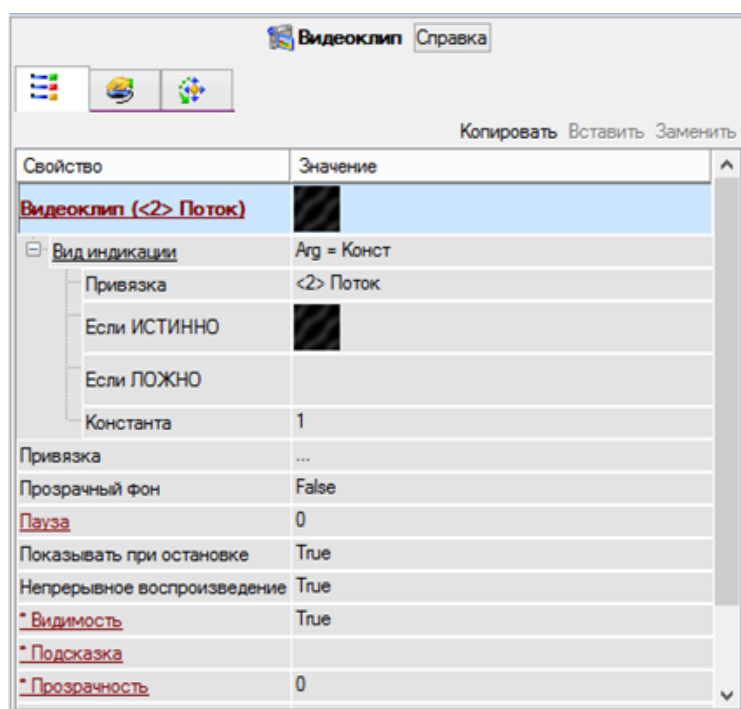 Видеоклип Справка
Копировать Вставить Заменить
Свойство Значение
Видеоклип (<2> Поток)
Вид индикации Arg = Конст
Привязка <2> Поток
Если ИСТИННО
Если ЛОЖНО
Константа 1
Привязка ...
Прозрачный фон False
Пауза 0
Показывать при остановке True
Непрерывное воспроизведение True
* Видимость True
* Подсказка
* Прозрачность 0